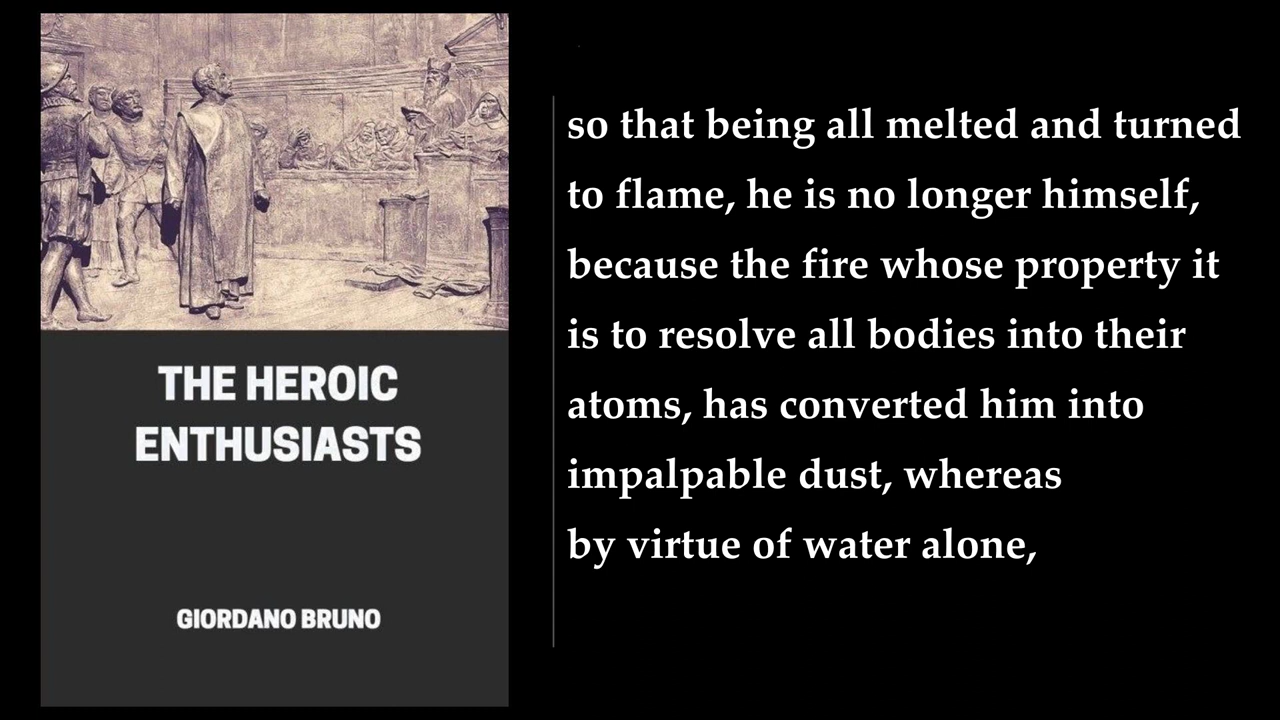 THE HEROIC
ENTHUSIASTS
GIORDANO BRUNO
so that being all melted and turned
to flame, he is no longer himself,
because the fire whose property it
is to resolve all bodies into their
atoms, has converted him into
impalpable dust, whereas
by virtue of water alone,